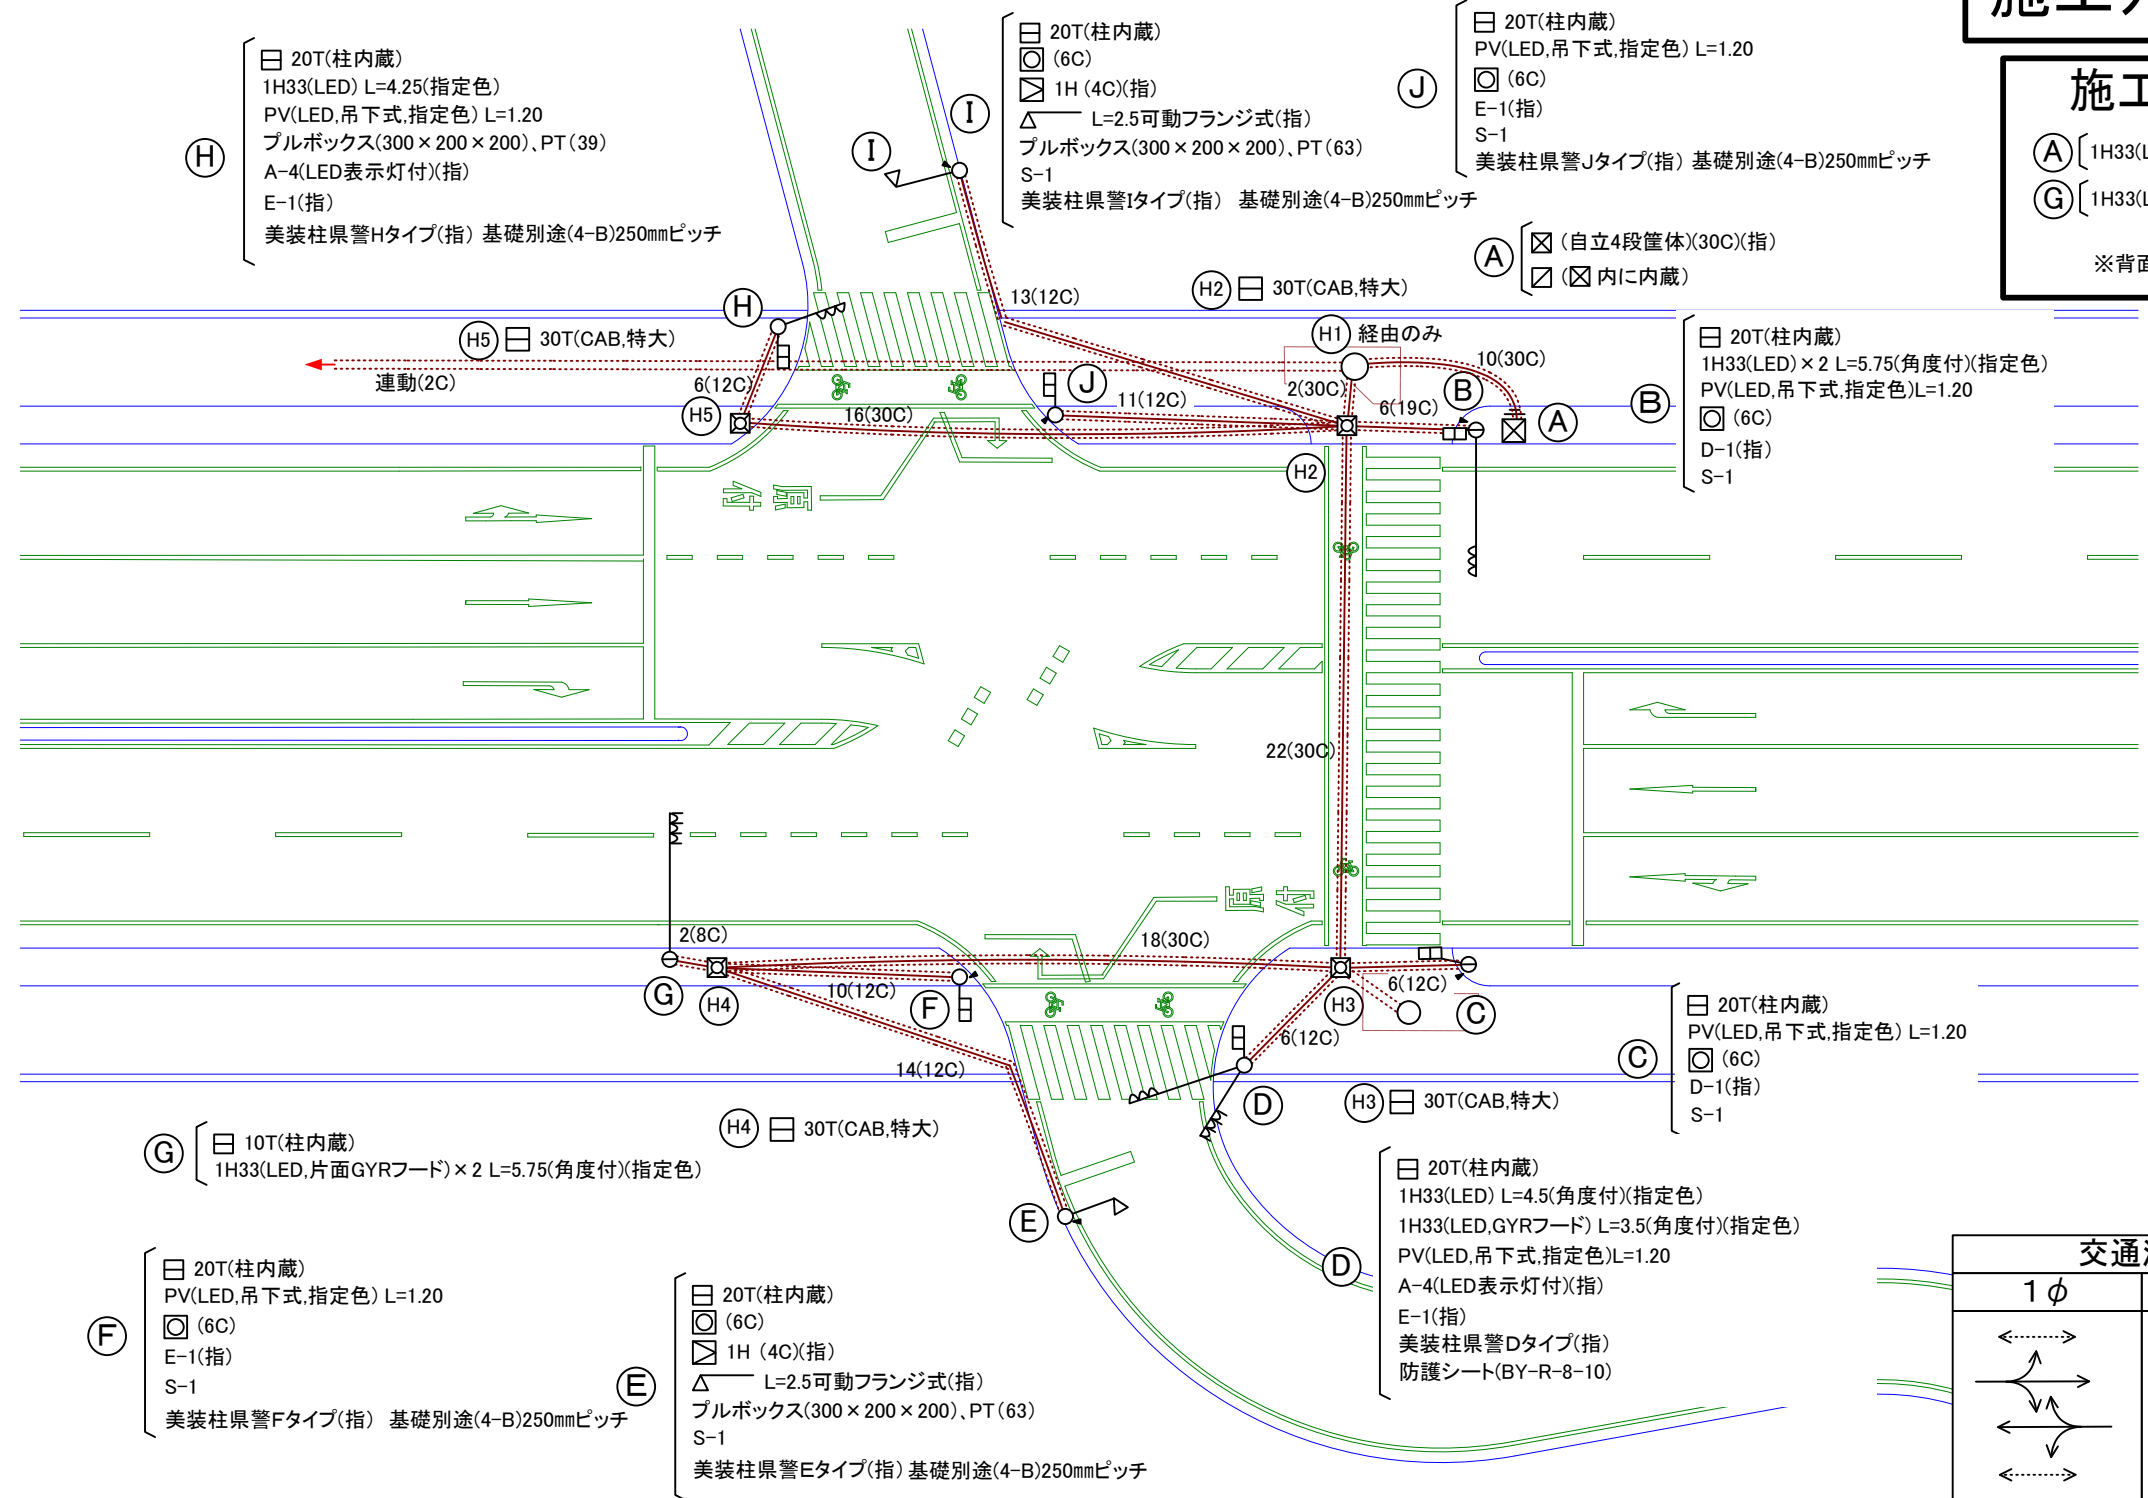 H
20T(柱内蔵)
1H33(LED) L=4.25(指定色)
PV(LED,吊下式,指定色) L=1.20
プルボックス(300×200×200)、PT(39)
A-4(LED表示灯付)(指)
E-1(指)
美装柱県警Hタイプ(指) 基礎別途(4-B)250mmピッチ
I
20T(柱内蔵)
(6C)
1H (4C)(指)
L=2.5可動フランジ式(指)
プルボックス(300×200×200)、PT(63)
S-1
美装柱県警Iタイプ(指) 基礎別途(4-B)250mmピッチ
I
J
20T(柱内蔵)
PV(LED,吊下式,指定色) L=1.20
(6C)
E-1(指)
S-1
美装柱県警Jタイプ(指) 基礎別途(4-B)250mmピッチ
施工
A 1H33(L
G 1H33(L
※背面
A
(自立4段筐体)(30C)(指)
( 内に内蔵)
H2 30T(CAB,特大)
13(12C)
H
H5 30T(CAB,特大)
連動(2C)
6(12C)
H5
16(30C)
J
11(12C)
H1 経由のみ
2(30C)
10(30C)
6(19C)
B
A
H2
B
20T(柱内蔵)
1H33(LED)×2 L=5.75(角度付)(指定色)
PV(LED,吊下式,指定色)L=1.20
(6C)
D-1(指)
S-1
原付
22(30C)
原付
2(8C)
18(30C)
G
H4
10(12C)
F
14(12C)
H3
6(12C)
C
6(12C)
D
H3 30T(CAB,特大)
H4 30T(CAB,特大)
C
20T(柱内蔵)
PV(LED,吊下式,指定色) L=1.20
(6C)
D-1(指)
S-1
G
10T(柱内蔵)
1H33(LED,片面GYRフード)×2 L=5.75(角度付)(指定色)
E
D
20T(柱内蔵)
1H33(LED) L=4.5(角度付)(指定色)
1H33(LED,GYRフード) L=3.5(角度付)(指定色)
PV(LED,吊下式,指定色)L=1.20
A-4(LED表示灯付)(指)
E-1(指)
美装柱県警Dタイプ(指)
防護シート(BY-R-8-10)
F
20T(柱内蔵)
PV(LED,吊下式,指定色) L=1.20
(6C)
E-1(指)
S-1
美装柱県警Fタイプ(指) 基礎別途(4-B)250mmピッチ
E
20T(柱内蔵)
(6C)
1H (4C)(指)
L=2.5可動フランジ式(指)
プルボックス(300×200×200)、PT(63)
S-1
美装柱県警Eタイプ(指) 基礎別途(4-B)250mmピッチ
交通
1φ